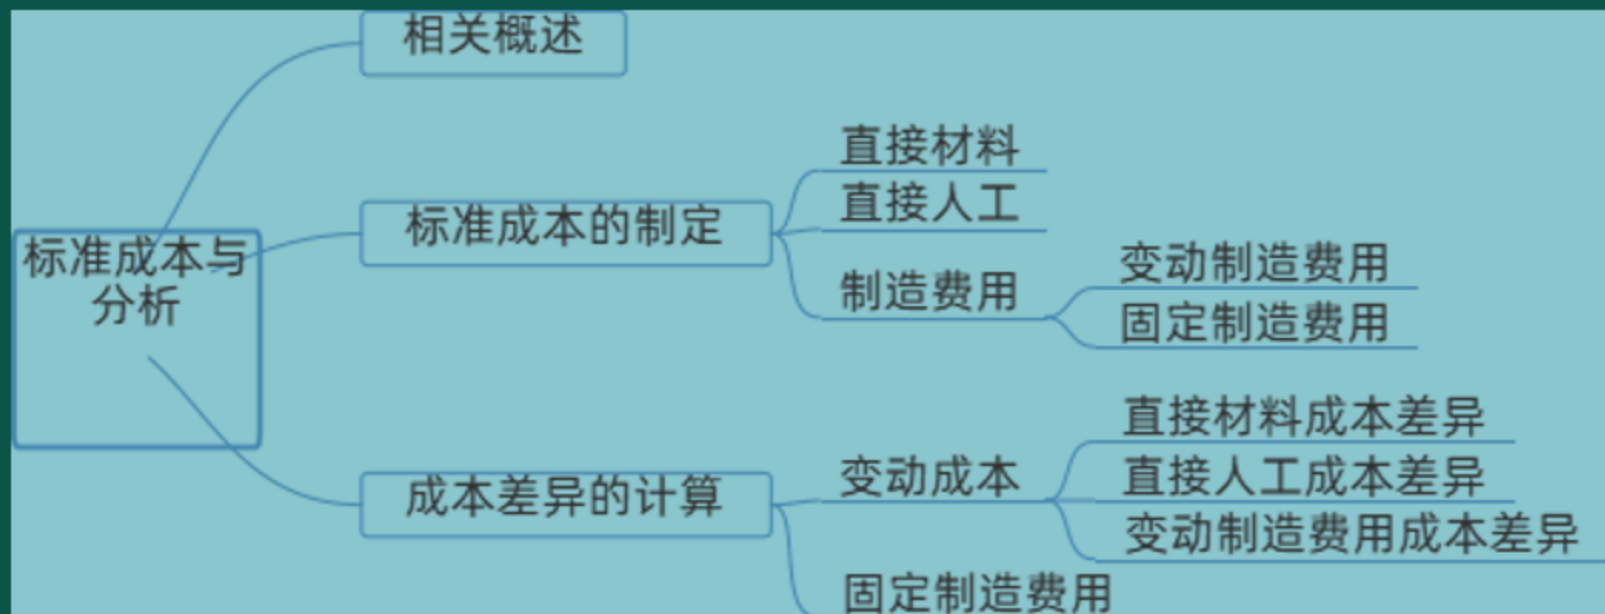 相关概述
直接材料
直接人工
标准成本的制定
变动制造费用
标准成本与
分析
制造费用
固定制造费用
直接材料成本差异
变动成本
直接人工成本差异
成本差异的计算
变动制造费用成本差异
固定制造费用